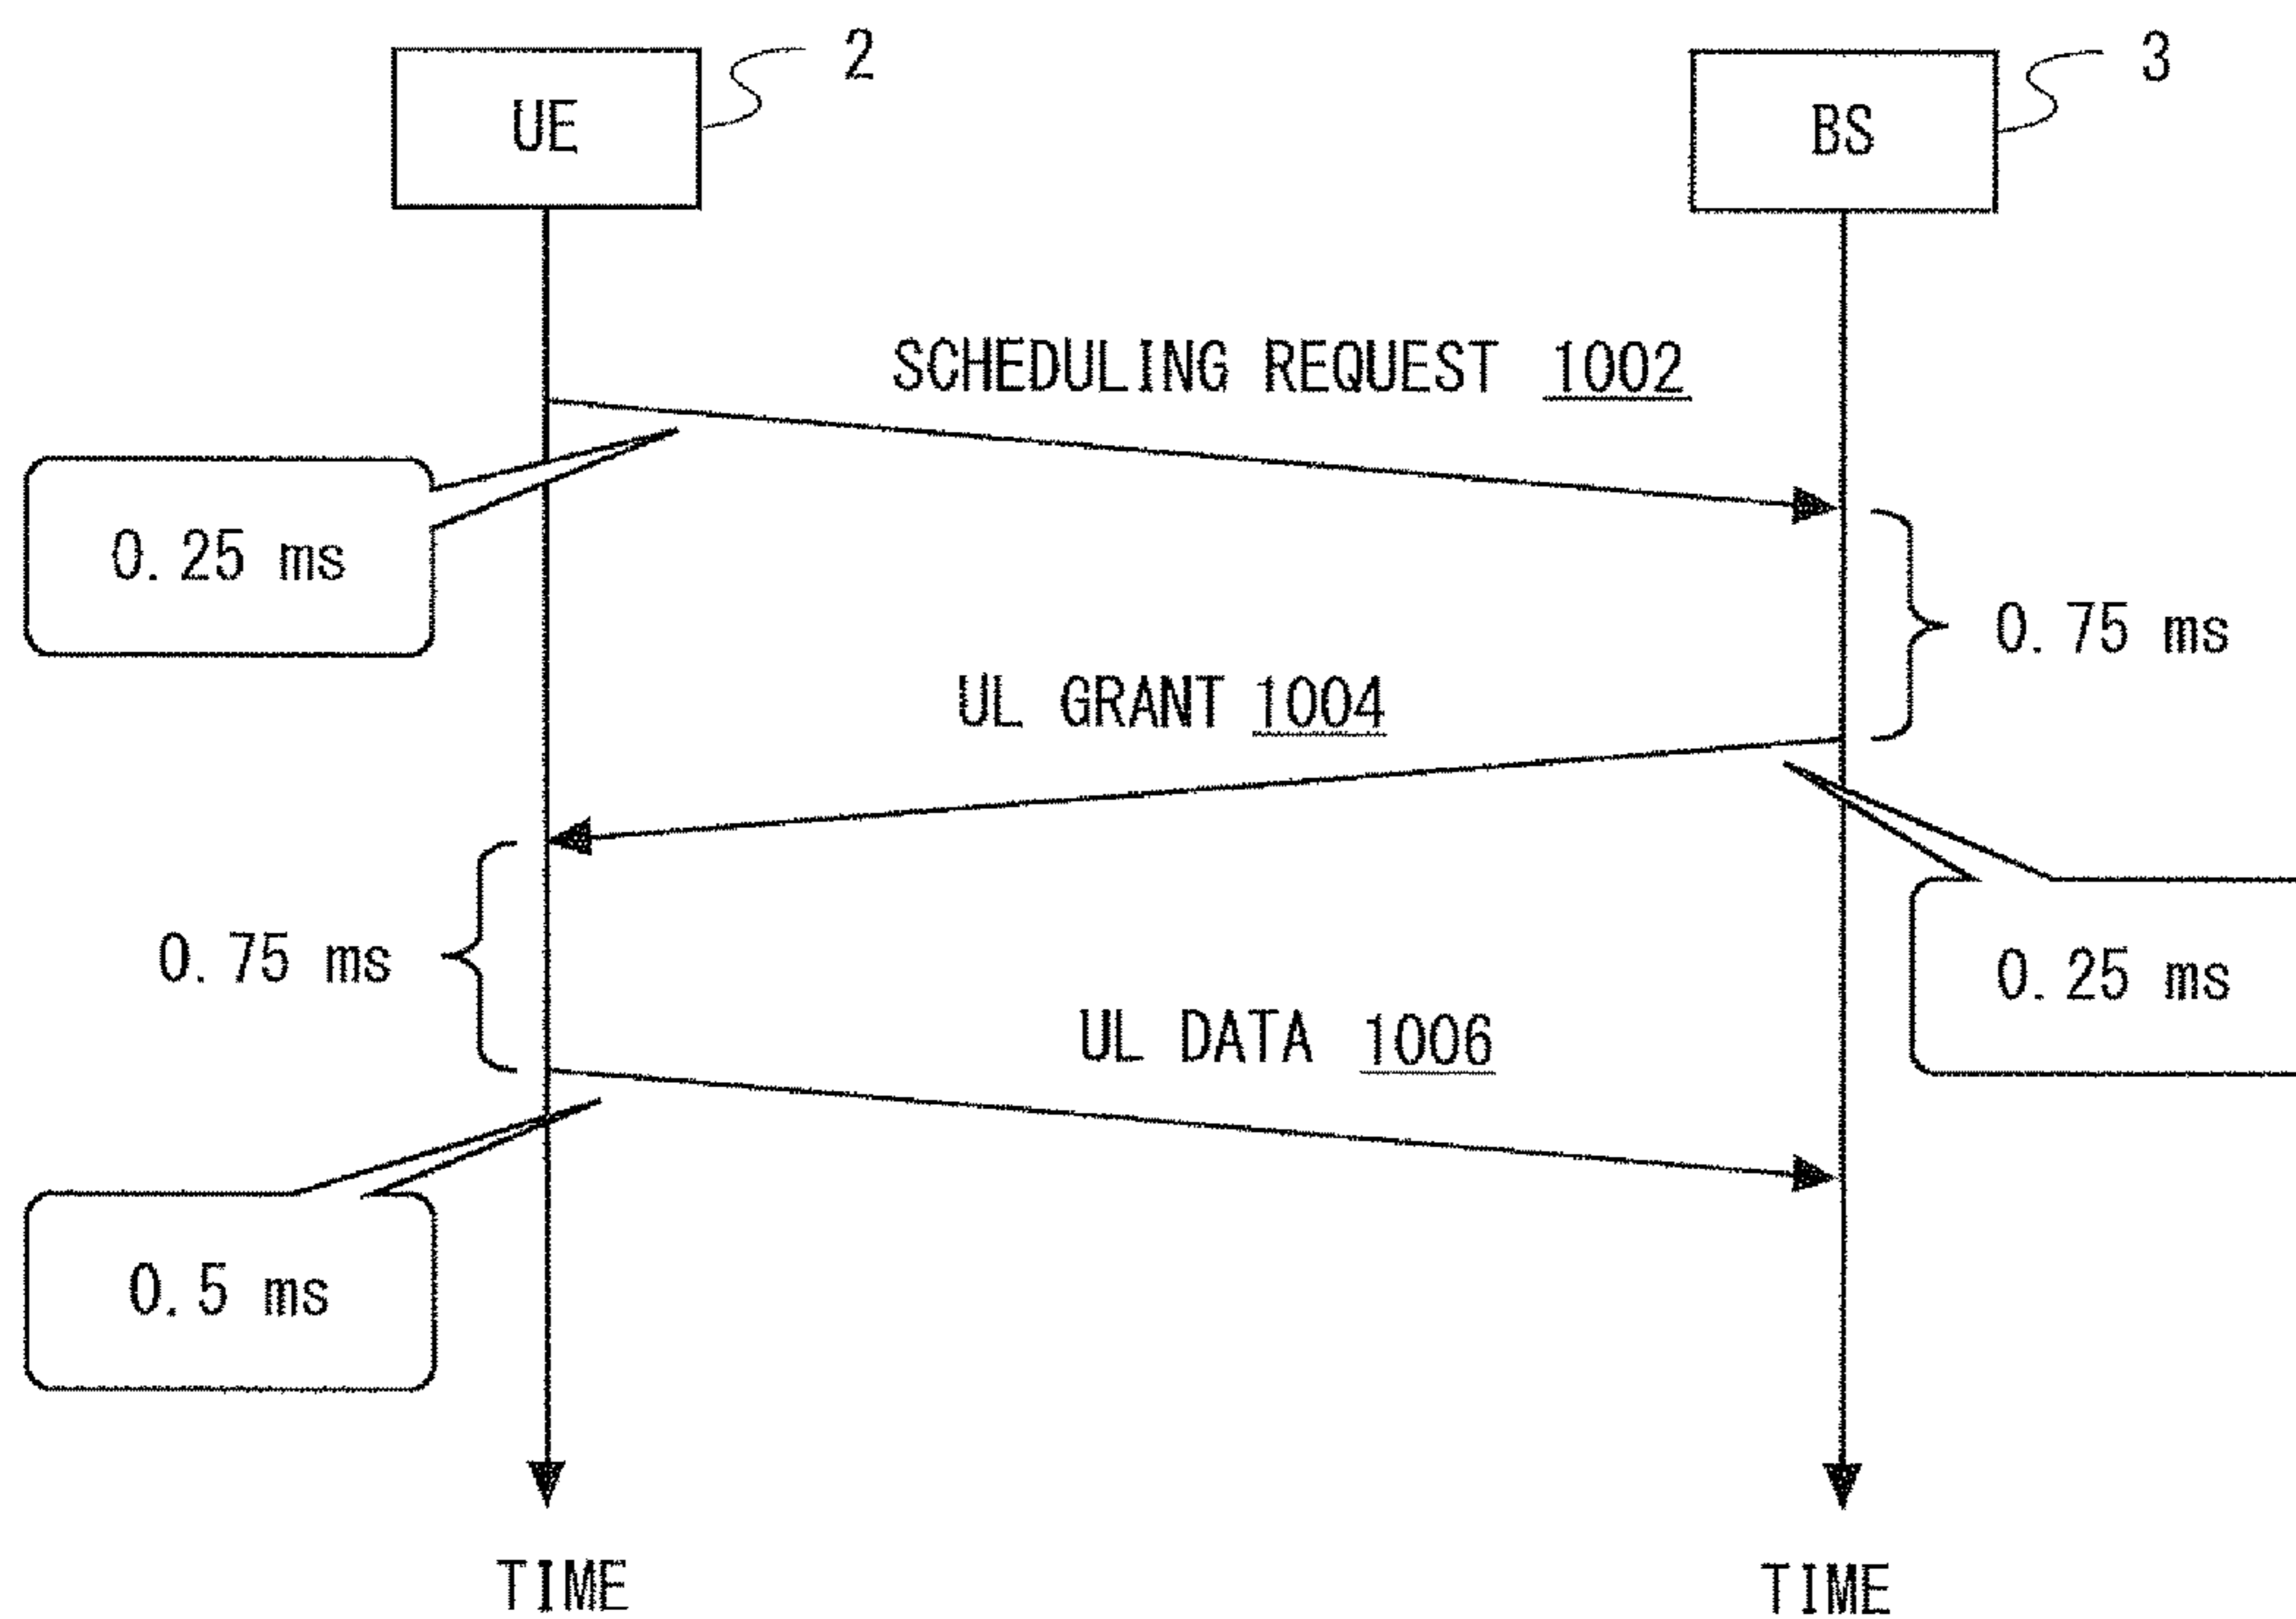 UE
2
BS
3
SCHEDULING REQUEST 1002
0.25 ms
0.75 ms
UL GRANT 1004
0.75 ms
0.25 ms
UL DATA 1006
0.5 ms
TIME
TIME